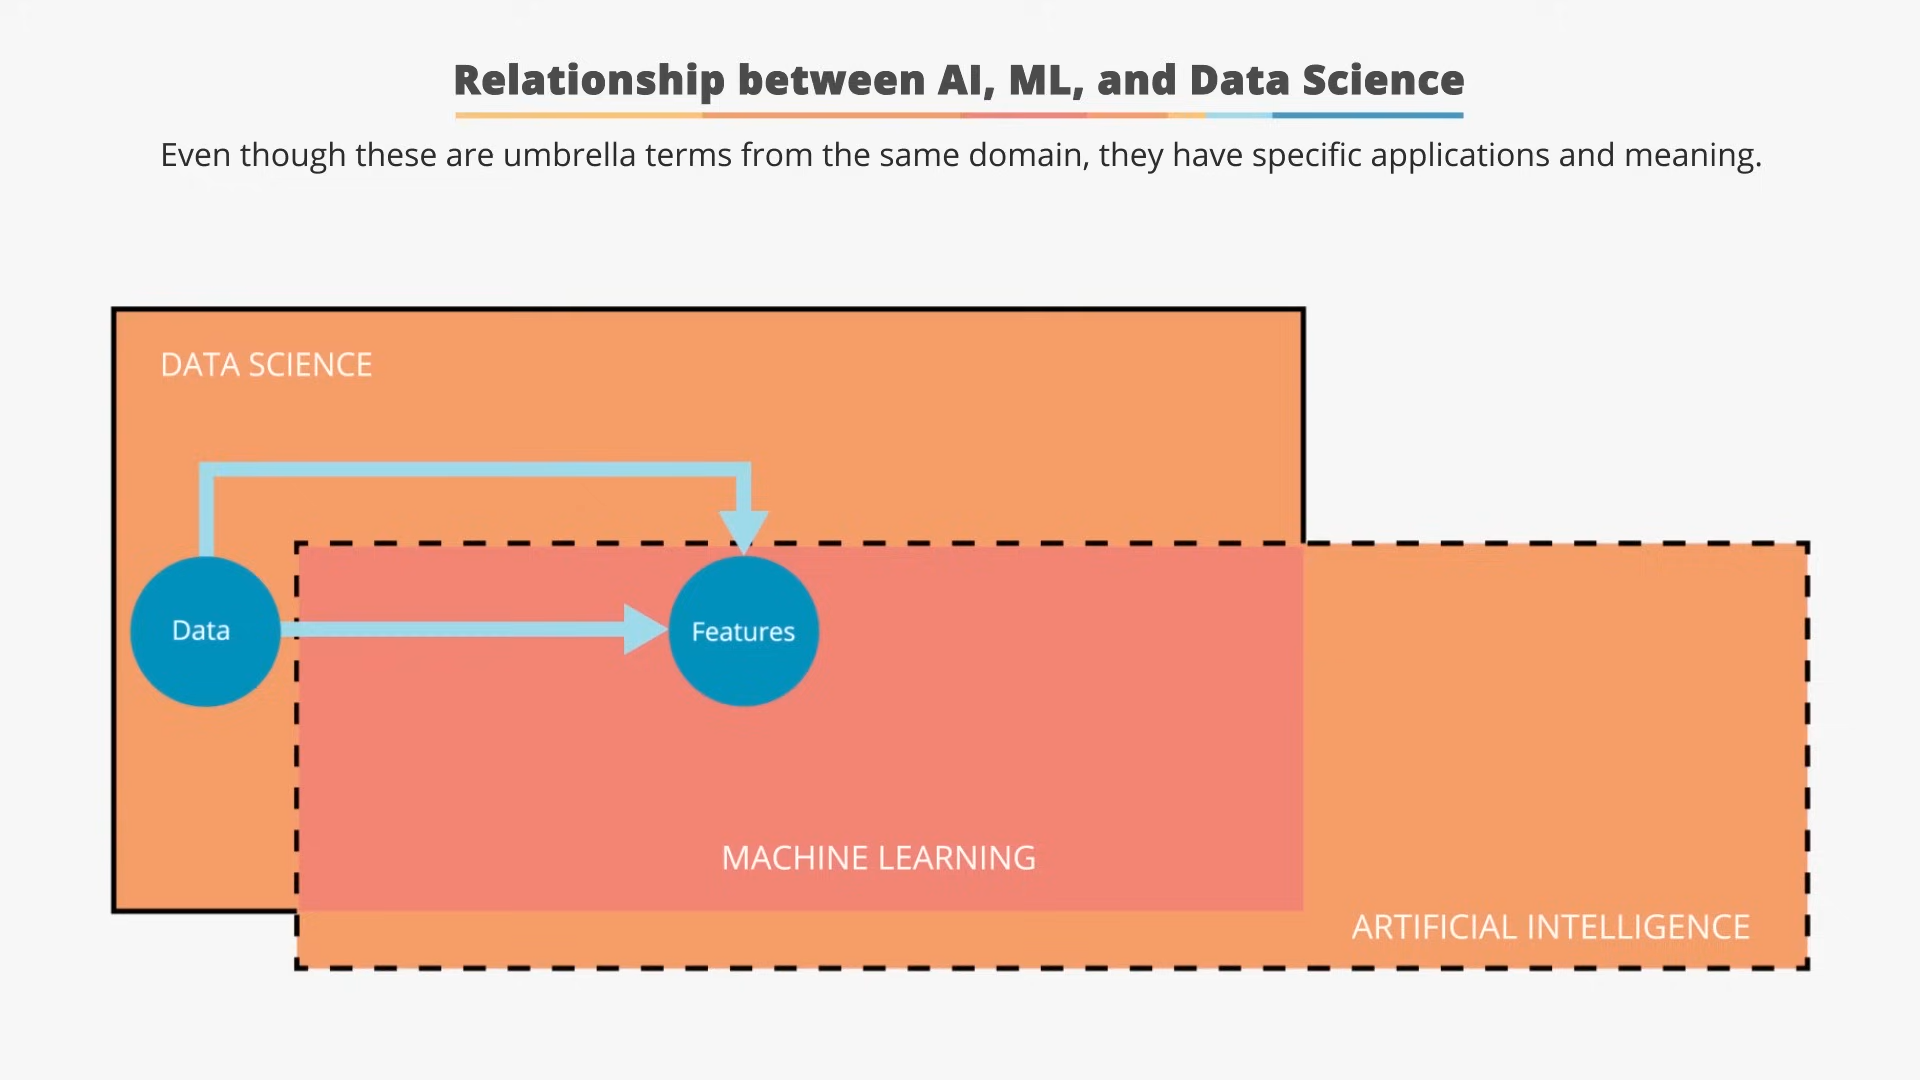 Relationship between AI, ML, and Data Science
Even though these are umbrella terms from the same domain, they have specific applications and meaning.
DATA SCIENCE
Data
Features
MACHINE LEARNING
ARTIFICIAL INTELLIGENCE